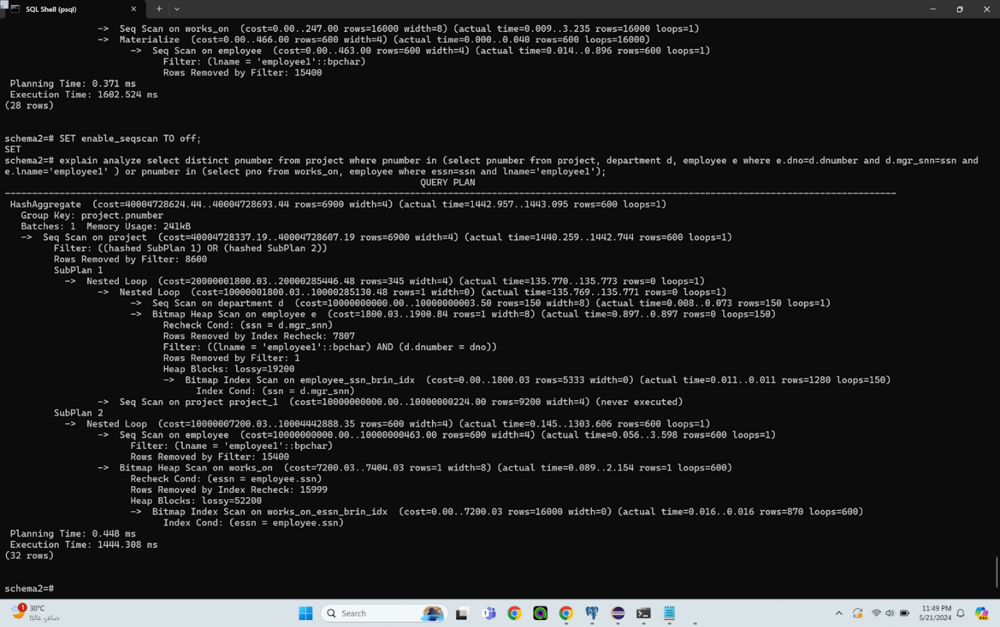 SQL Shell (psql)
-> Seq Scan on works_on (cost=0.00..247.00 rows=16000 width=8) (actual time=0.009..3.235 rows=16000 loops=1)
-> Materialize (cost=0.00..466.00 rows=600 width=4) (actual time=0.000..0.040 rows=600 loops=16000)
-> Seq Scan on employee (cost=0.00..463.00 rows=600 width=4) (actual time=0.014..0.896 rows=600 loops=1)
Filter: (lname = 'employee1'::bpchar)
Rows Removed by Filter: 15400
Planning Time: 0.371 ms
Execution Time: 1602.524 ms
(28 rows)
schema2=# SET enable_seqscan TO off;
SET
schema2=# explain analyze select distinct pnumber from project where pnumber in (select pnumber from project, department d, employee e where e.dno=d.dnumber and d.mgr_snn=ssn and
e.lname='employee1' ) or pnumber in (select pno from works_on, employee where essn=ssn and lname='employee1');
QUERY PLAN
-----------------------------------------------------------------------------------------------------------------------------------------------------------------
HashAggregate (cost=40004728624.44..40004728693.44 rows=6900 width=4) (actual time=1442.957..1443.095 rows=600 loops=1)
Group Key: project.pnumber
Batches: 1 Memory Usage: 241kB
-> Seq Scan on project (cost=40004728337.19..40004728607.19 rows=6900 width=4) (actual time=1440.259..1442.744 rows=600 loops=1)
Filter: ((hashed SubPlan 1) OR (hashed SubPlan 2))
Rows Removed by Filter: 8600
SubPlan 1
-> Nested Loop (cost=20000001800.03..20000285446.48 rows=345 width=4) (actual time=135.770..135.773 rows=0 loops=1)
-> Nested Loop (cost=10000001800.03..10000285130.48 rows=1 width=0) (actual time=135.769..135.771 rows=0 loops=1)
-> Seq Scan on department d (cost=10000000000.00..10000000003.50 rows=150 width=8) (actual time=0.008..0.073 rows=150 loops=1)
-> Bitmap Heap Scan on employee e (cost=1800.03..1900.84 rows=1 width=8) (actual time=0.897..0.897 rows=0 loops=150)
Recheck Cond: (ssn = d.mgr_snn)
Rows Removed by Index Recheck: 7807
Filter: ((lname = 'employee1'::bpchar) AND (d.dnumber = dno))
Rows Removed by Filter: 1
Heap Blocks: lossy=19200
-> Bitmap Index Scan on employee_ssn_brin_idx (cost=0.00..1800.03 rows=5333 width=0) (actual time=0.011..0.011 rows=1280 loops=150)
Index Cond: (ssn = d.mgr_snn)
-> Seq Scan on project project_1 (cost=10000000000.00..10000000224.00 rows=9200 width=4) (never executed)
SubPlan 2
-> Nested Loop (cost=10000007200.03..10004442888.35 rows=600 width=4) (actual time=0.145..1303.606 rows=600 loops=1)
-> Seq Scan on employee (cost=10000000000.00..10000000463.00 rows=600 width=4) (actual time=0.056..3.598 rows=600 loops=1)
Filter: (lname = 'employee1'::bpchar)
Rows Removed by Filter: 15400
-> Bitmap Heap Scan on works_on (cost=7200.03..7404.03 rows=1 width=8) (actual time=0.089..2.154 rows=1 loops=600)
Recheck Cond: (essn = employee.ssn)
Rows Removed by Index Recheck: 15999
Heap Blocks: lossy=52200
-> Bitmap Index Scan on works_on_essn_brin_idx (cost=0.00..7200.03 rows=16000 width=0) (actual time=0.016..0.016 rows=870 loops=600)
Index Cond: (essn = employee.ssn)
Planning Time: 0.448 ms
Execution Time: 1444.308 ms
(32 rows)
schema2=#
1
30°C
صافٍ غالبًا
Search
11:49 PM
5/21/2024
PRE